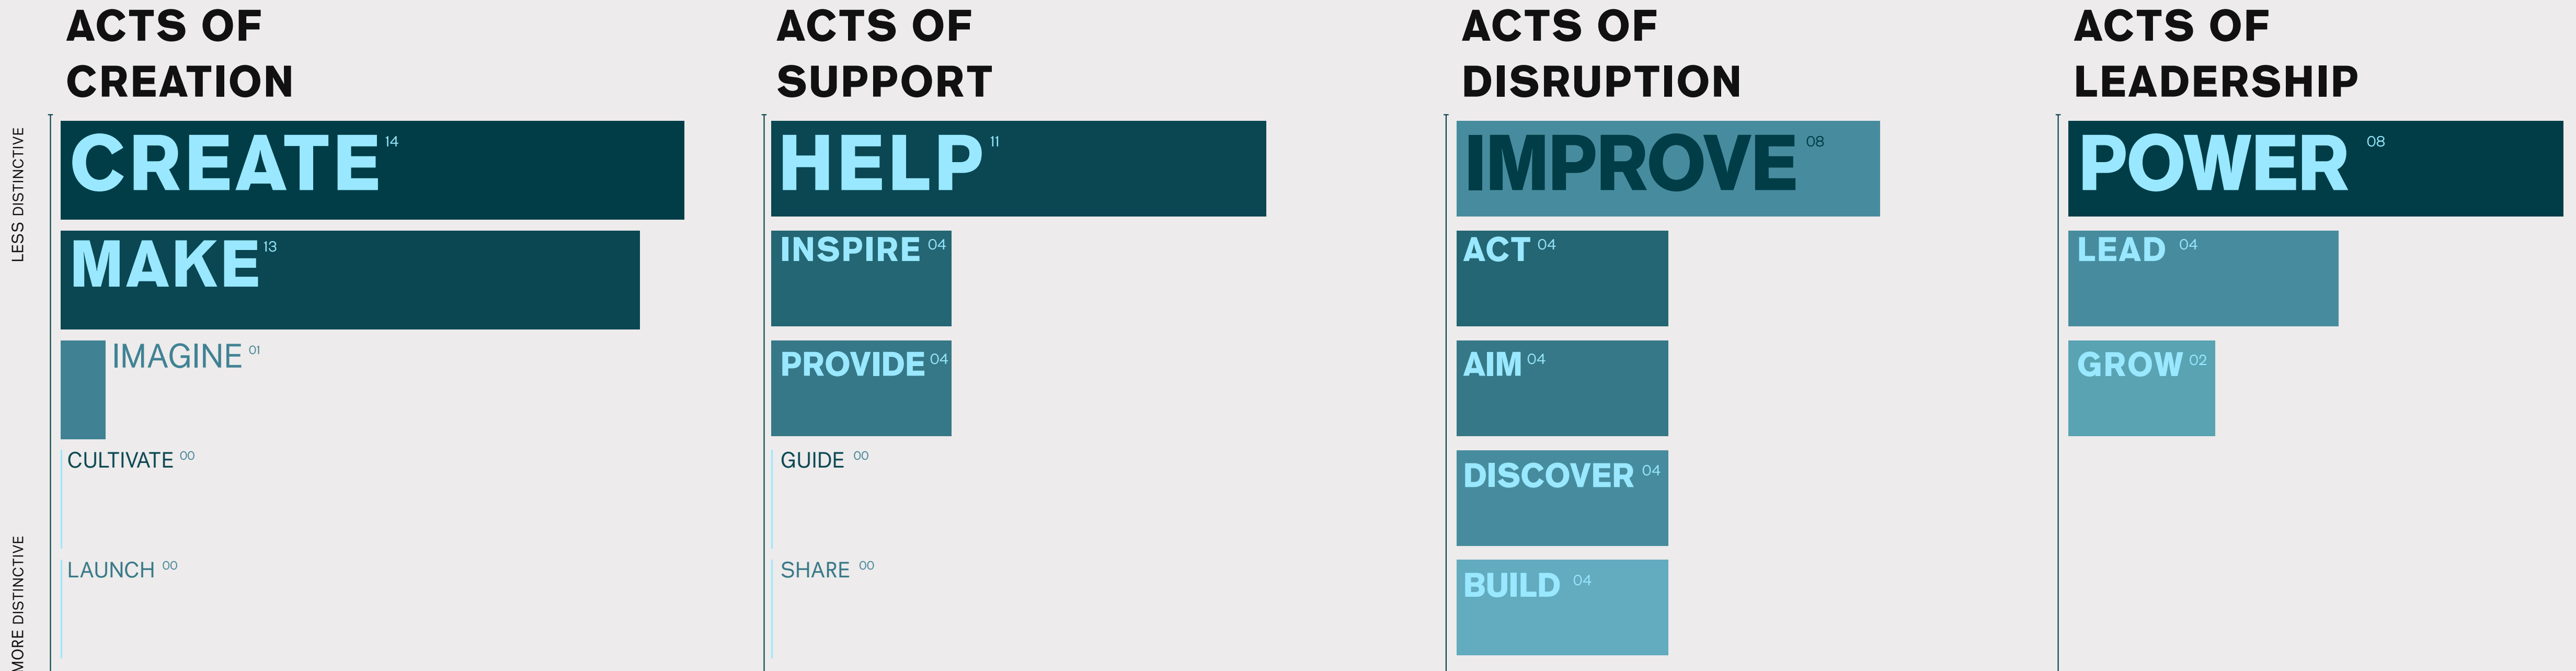 ACTS OF
CREATION
LESS DISTINCTIVE
MORE DISTINCTIVE
CREATE 14
MAKE 13
IMAGINE 01
CULTIVATE 00
LAUNCH 00
ACTS OF
SUPPORT
HELP 11
INSPIRE 04
PROVIDE 04
GUIDE 00
SHARE 00
ACTS OF
DISRUPTION
IMPROVE 08
ACT 04
AIM 04
DISCOVER 04
BUILD 04
ACTS OF
LEADERSHIP
POWER 08
LEAD 04
GROW 02